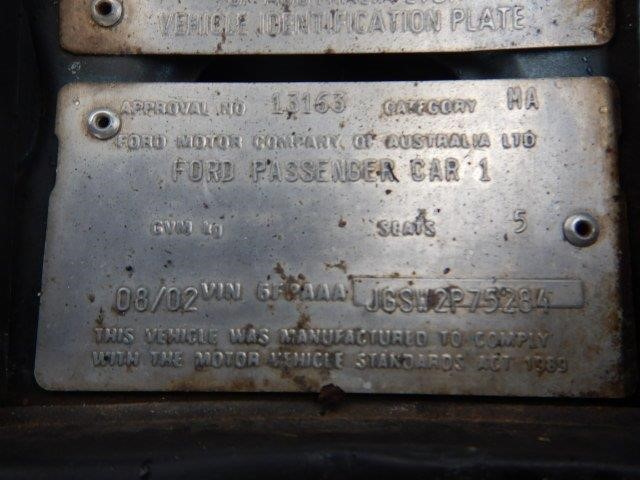 VEHICLE IDENTIFICATION PLATE
APPROVAL NO 13163 CATEGORY MA
FORD MOTOR COMPANY OF AUSTRALIA LTD
FORD PASSENGER CAR 1
GVM kg SEATS 5
08/02 VIN 6FPAAA JGSW2P75284
THIS VEHICLE WAS MANUFACTURED TO COMPLY
WITH THE MOTOR VEHICLE STANDARDS ACT 1989